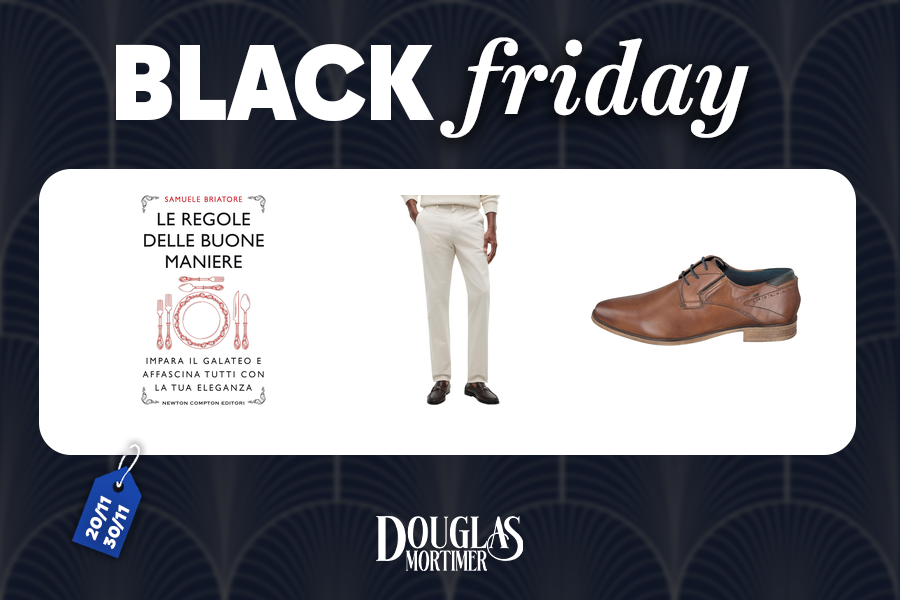 BLACK friday
SAMUELE BRIATORE
LE REGOLE
DELLE BUONE
MANIERE
IMPARA IL GALATEO E
AFFASCINA TUTTI CON
LA TUA ELEGANZA
NEWTON COMPTON EDITORI
20/11
30/11
DOUGLAS
MORTIMER